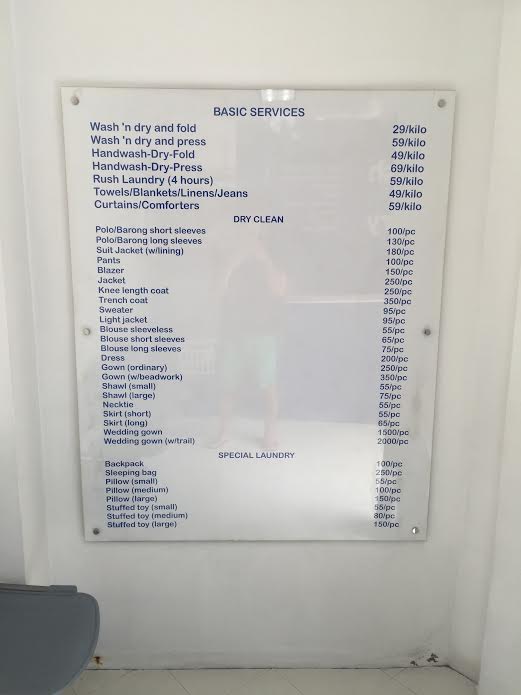 BASIC SERVICES
Wash 'n dry and fold 29/kilo
Wash 'n dry and press 59/kilo
Handwash-Dry-Fold 49/kilo
Handwash-Dry-Press 69/kilo
Rush Laundry (4 hours) 59/kilo
Towels/Blankets/Linens/Jeans 49/kilo
Curtains/Comforters 59/kilo
DRY CLEAN
Polo/Barong short sleeves 100/pc
Polo/Barong long sleeves 130/pc
Suit Jacket (w/lining) 180/pc
Pants 100/pc
Blazer 150/pc
Jacket 250/pc
Knee length coat 250/pc
Trench coat 350/pc
Sweater 95/pc
Light jacket 95/pc
Blouse sleeveless 55/pc
Blouse short sleeves 65/pc
Blouse long sleeves 75/pc
Dress 200/pc
Gown (ordinary) 250/pc
Gown (w/beadwork) 350/pc
Shawl (small) 55/pc
Shawl (large) 75/pc
Necktie 55/pc
Skirt (short) 55/pc
Skirt (long) 65/pc
Wedding gown 1500/pc
Wedding gown (w/trail) 2000/pc
SPECIAL LAUNDRY
Backpack 100/pc
Sleeping bag 250/pc
Pillow (small) 55/pc
Pillow (medium) 100/pc
Pillow (large) 150/pc
Stuffed toy (small) 55/pc
Stuffed toy (medium) 80/pc
Stuffed toy (large) 150/pc